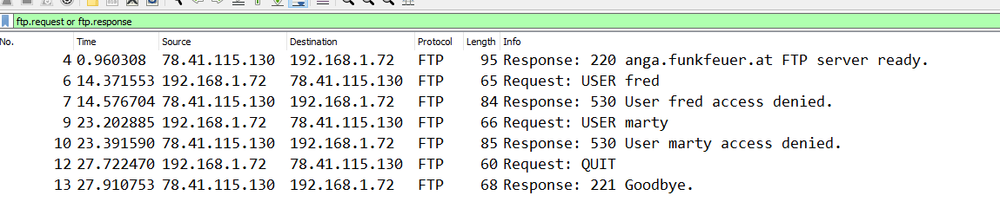 ftp.request or ftp.response
No. Time Source Destination Protocol Length Info
4 0.960308 78.41.115.130 192.168.1.72 FTP 95 Response: 220 anga.funkfeuer.at FTP server ready.
6 14.371553 192.168.1.72 78.41.115.130 FTP 65 Request: USER fred
7 14.576704 78.41.115.130 192.168.1.72 FTP 84 Response: 530 User fred access denied.
9 23.202885 192.168.1.72 78.41.115.130 FTP 66 Request: USER marty
10 23.391590 78.41.115.130 192.168.1.72 FTP 85 Response: 530 User marty access denied.
12 27.722470 192.168.1.72 78.41.115.130 FTP 60 Request: QUIT
13 27.910753 78.41.115.130 192.168.1.72 FTP 68 Response: 221 Goodbye.